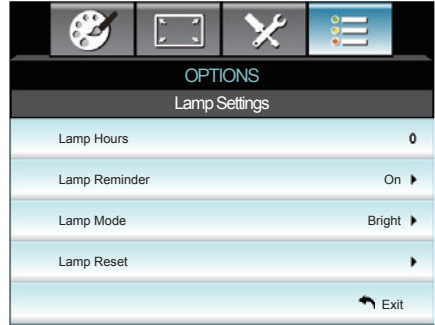 OPTIONS
Lamp Settings
Lamp Hours 0
Lamp Reminder On
Lamp Mode Bright
Lamp Reset
Exit